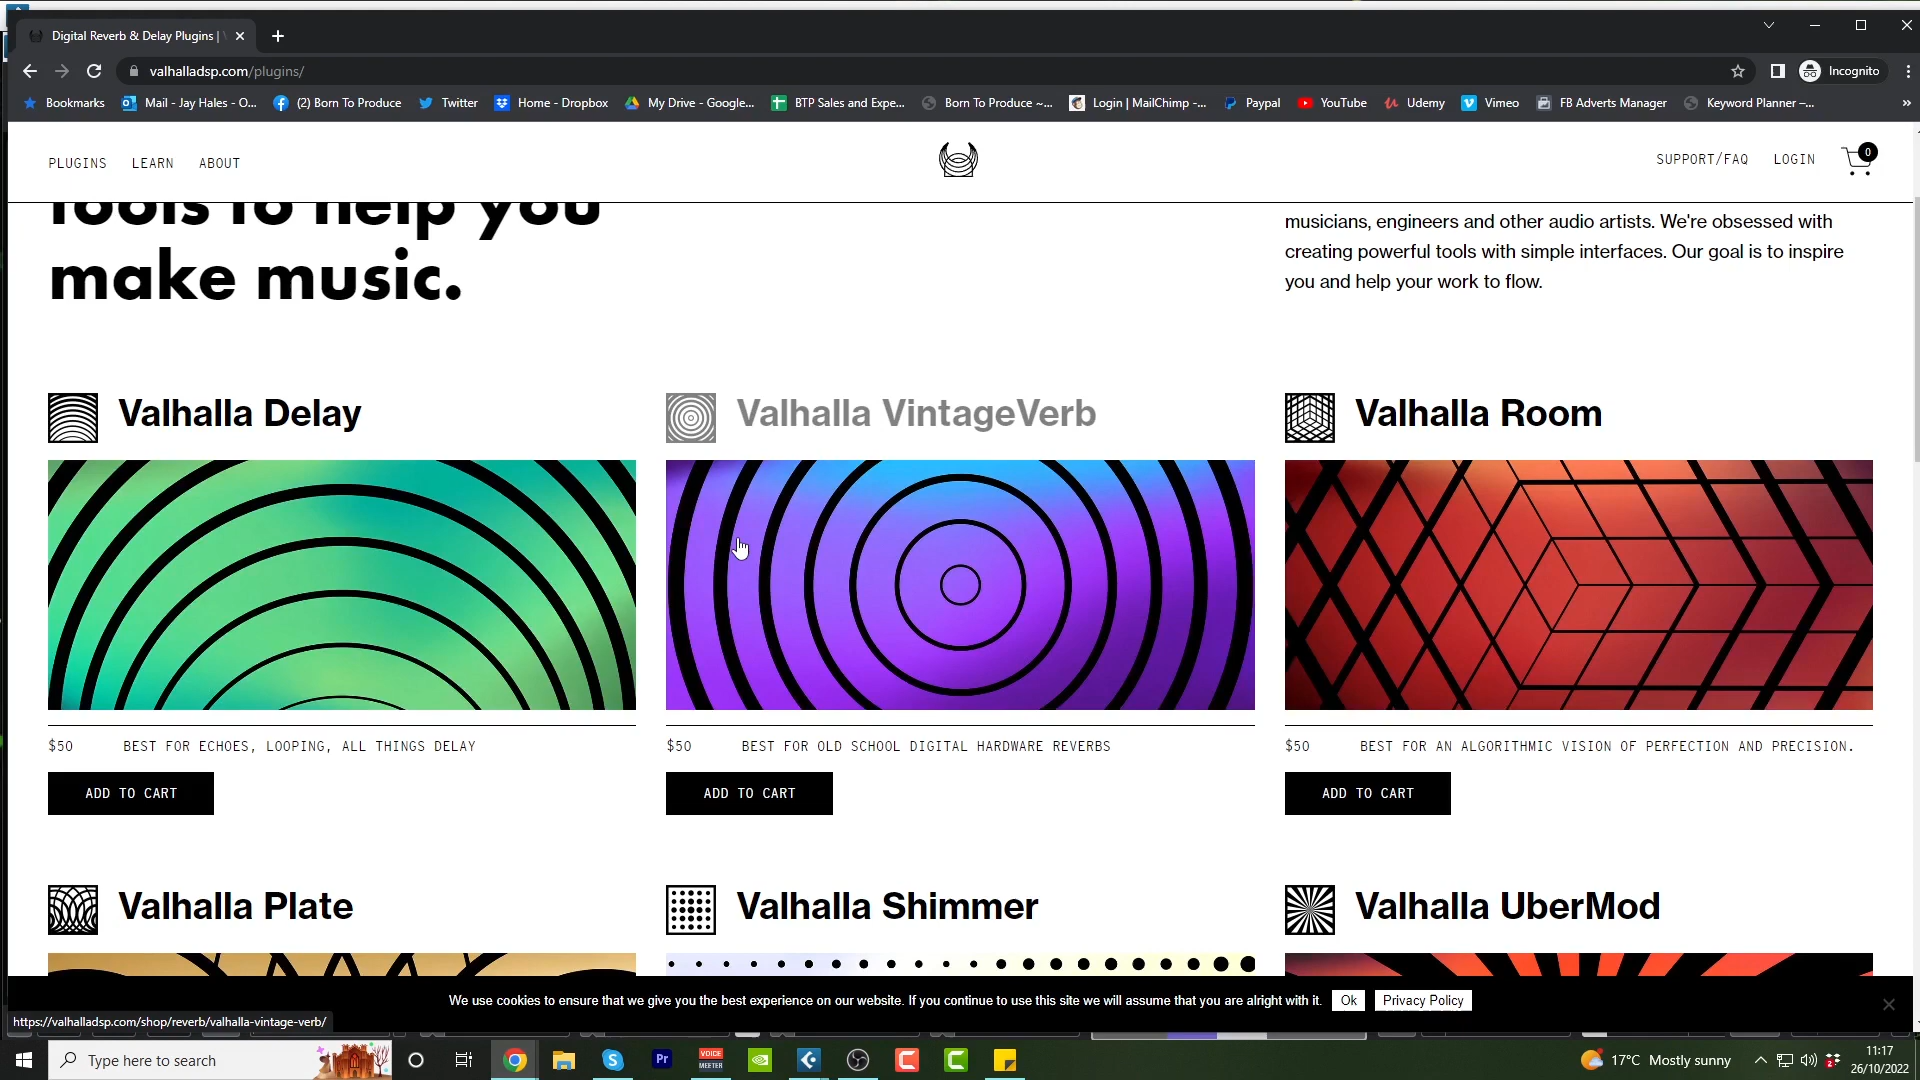 Digital Reverb & Delay Plugins |
valhalladsp.com/plugins/
Incognito
Bookmarks
Mail - Jay Hales - O...
(2) Born To Produce
Twitter
Home - Dropbox
My Drive - Google...
BTP Sales and Expe...
Born To Produce ~...
Login | MailChimp -...
Paypal
YouTube
Udemy
Vimeo
FB Adverts Manager
Keyword Planner –...
PLUGINS
LEARN
ABOUT
SUPPORT/FAQ
LOGIN
0
tools to help you
make music.
musicians, engineers and other audio artists. We're obsessed with
creating powerful tools with simple interfaces. Our goal is to inspire
you and help your work to flow.
Valhalla Delay
Valhalla VintageVerb
Valhalla Room
$50 BEST FOR ECHOES, LOOPING, ALL THINGS DELAY
$50 BEST FOR OLD SCHOOL DIGITAL HARDWARE REVERBS
$50 BEST FOR AN ALGORITHMIC VISION OF PERFECTION AND PRECISION.
ADD TO CART
ADD TO CART
ADD TO CART
Valhalla Plate
Valhalla Shimmer
Valhalla UberMod
We use cookies to ensure that we give you the best experience on our website. If you continue to use this site we will assume that you are alright with it.
Ok
Privacy Policy
https://valhalladsp.com/shop/reverb/valhalla-vintage-verb/
Type here to search
Pr
VOICE
MEETER
17°C Mostly sunny
11:17
26/10/2022